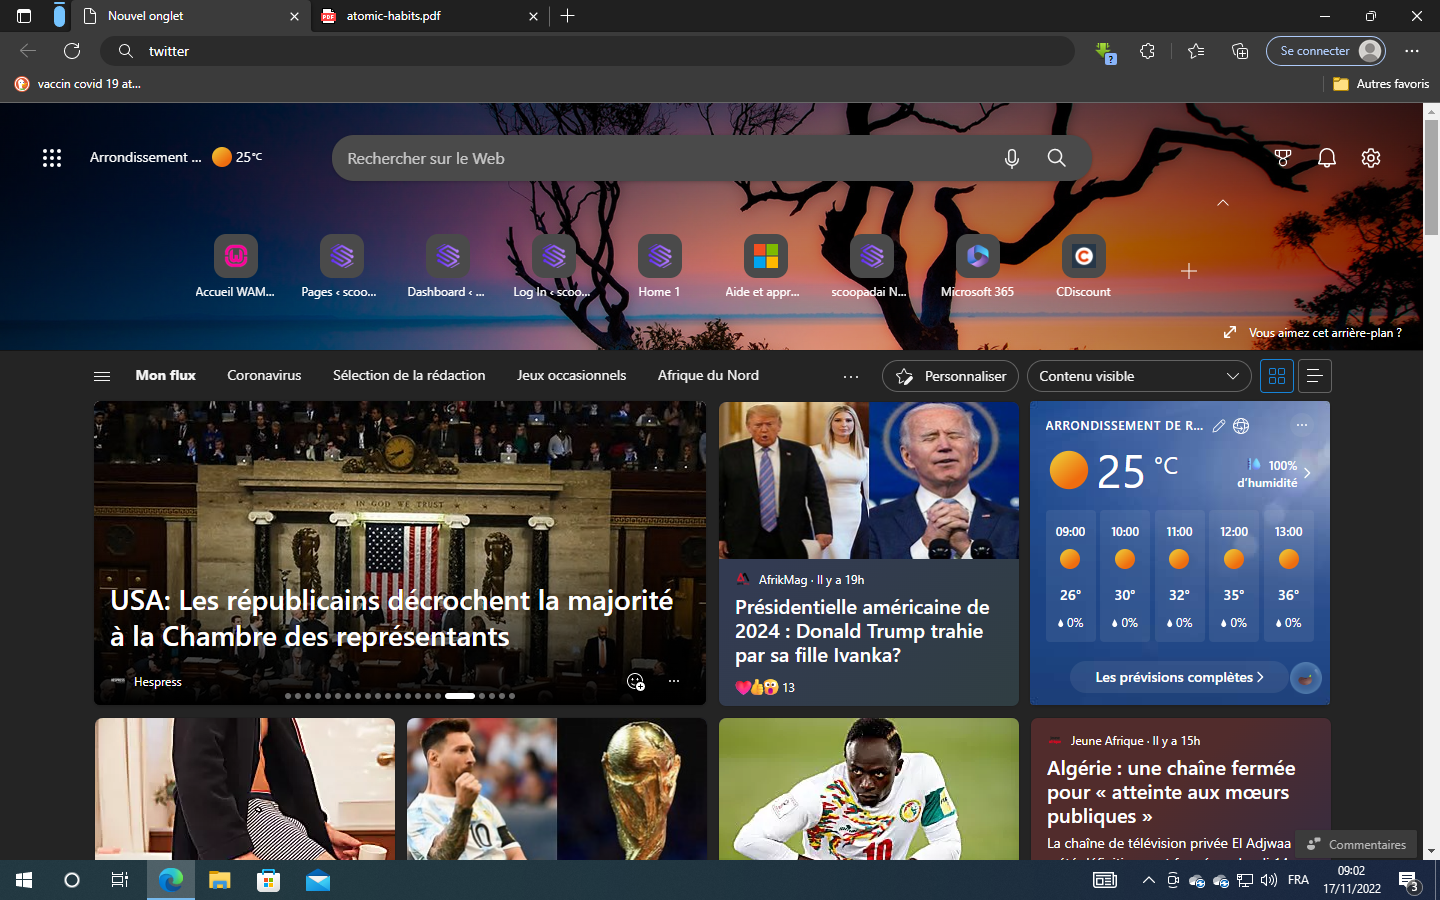 Nouvel onglet
atomic-habits.pdf
twitter
Se connecter
vaccin covid 19 at...
Autres favoris
Arrondissement ...
25°C
Rechercher sur le Web
Accueil WAM...
Pages ‹ scoo...
Dashboard ‹ ...
Log In ‹ scoo...
Home 1
Aide et appr...
scoopadai N...
Microsoft 365
CDiscount
Vous aimez cet arrière-plan ?
Mon flux
Coronavirus
Sélection de la rédaction
Jeux occasionnels
Afrique du Nord
Personnaliser
Contenu visible
IN GOD WE TRUST
USA: Les républicains décrochent la majorité
à la Chambre des représentants
Hespress
AfrikMag · Il y a 19h
Présidentielle américaine de
2024 : Donald Trump trahie
par sa fille Ivanka?
13
ARRONDISSEMENT DE R...
25 °C
100%
d'humidité
09:00 10:00 11:00 12:00 13:00
26° 30° 32° 35° 36°
0% 0% 0% 0% 0%
Les prévisions complètes
10
10
Jeune Afrique · Il y a 15h
Algérie : une chaîne fermée
pour « atteinte aux mœurs
publiques »
La chaîne de télévision privée El Adjwaa
Commentaires
FRA
09:02
17/11/2022
3